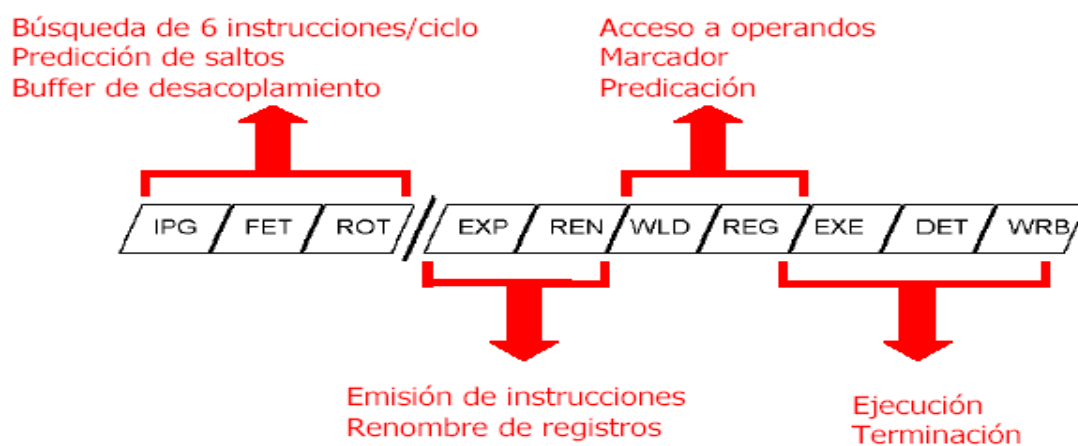 Búsqueda de 6 instrucciones/ciclo
Predicción de saltos
Buffer de desacoplamiento
Acceso a operandos
Marcador
Predicación
IPG FET ROT EXP REN WLD REG EXE DET WRB
Emisión de instrucciones
Renombre de registros
Ejecución
Terminación